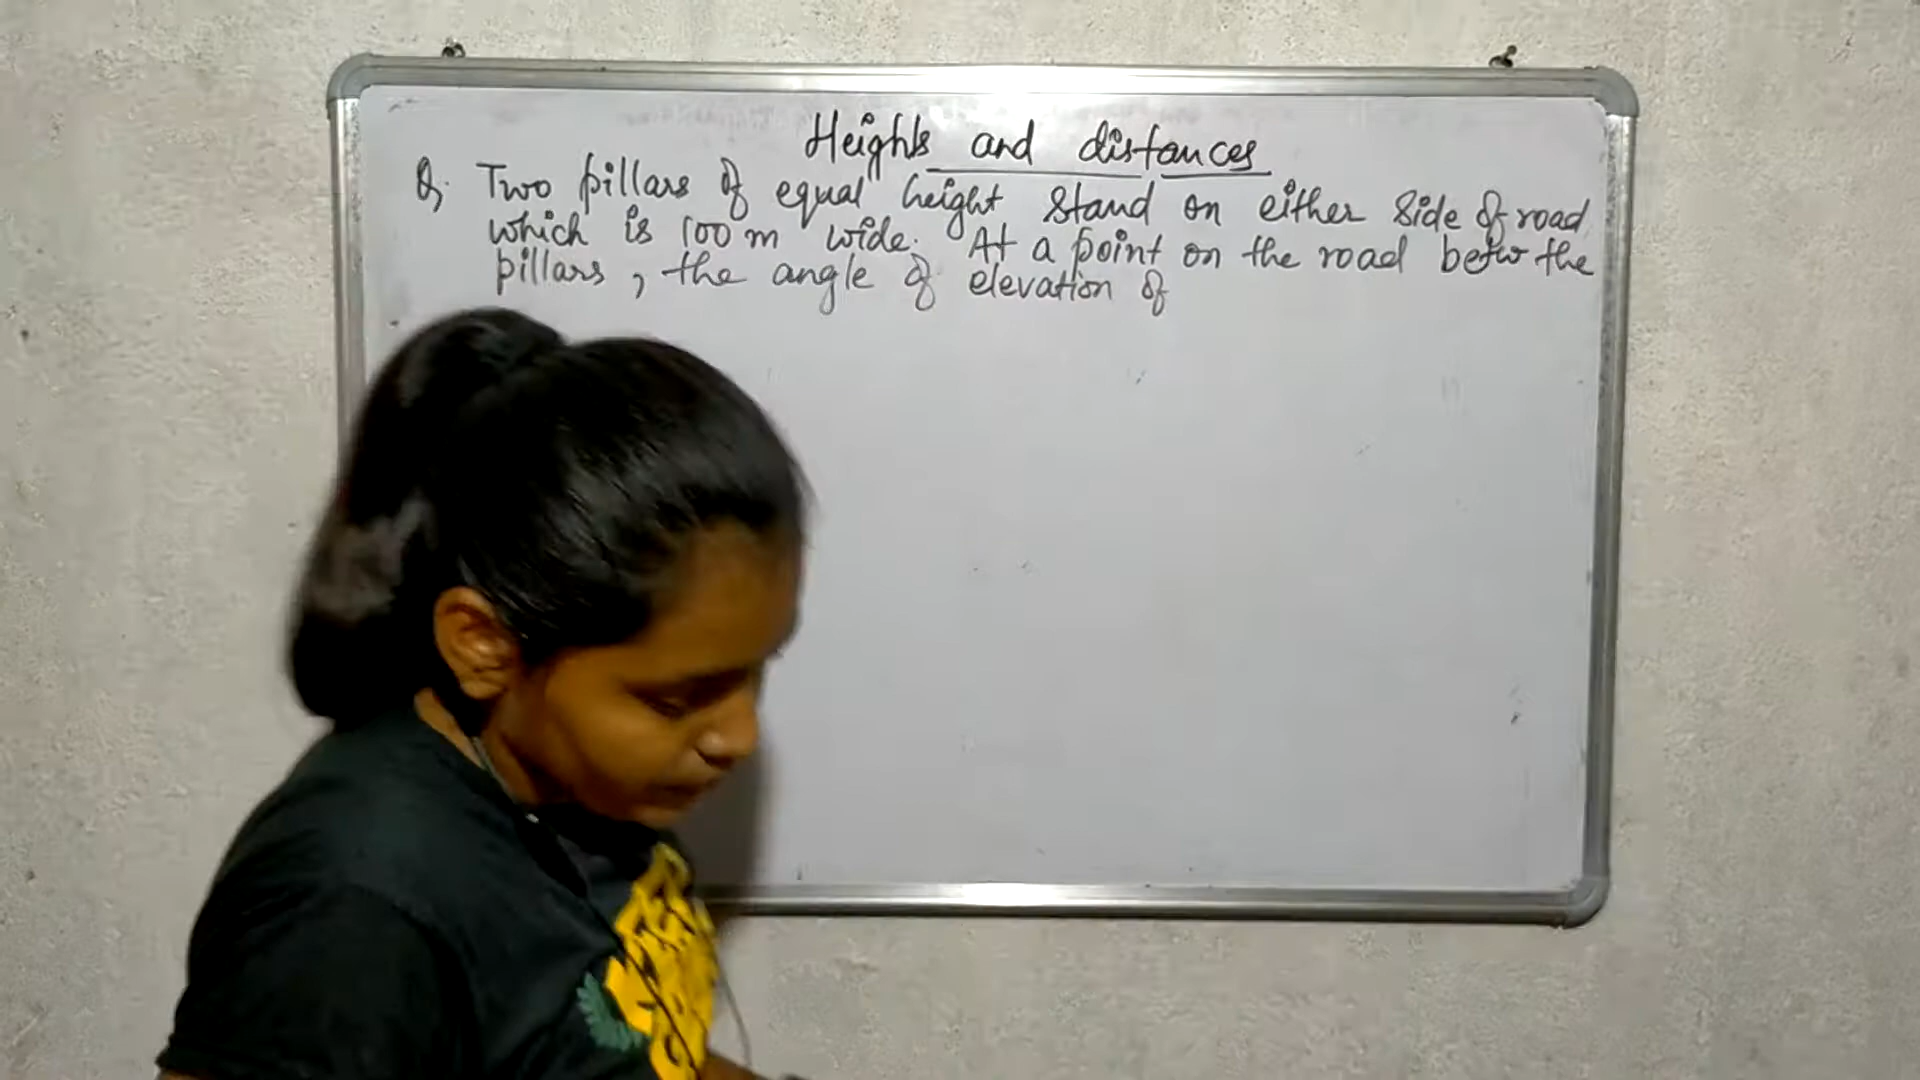 Heights and distances
Q. Two pillars of equal height stand on either side of road
which is 100 m wide. At a point on the road betw the
pillars, the angle of elevation of